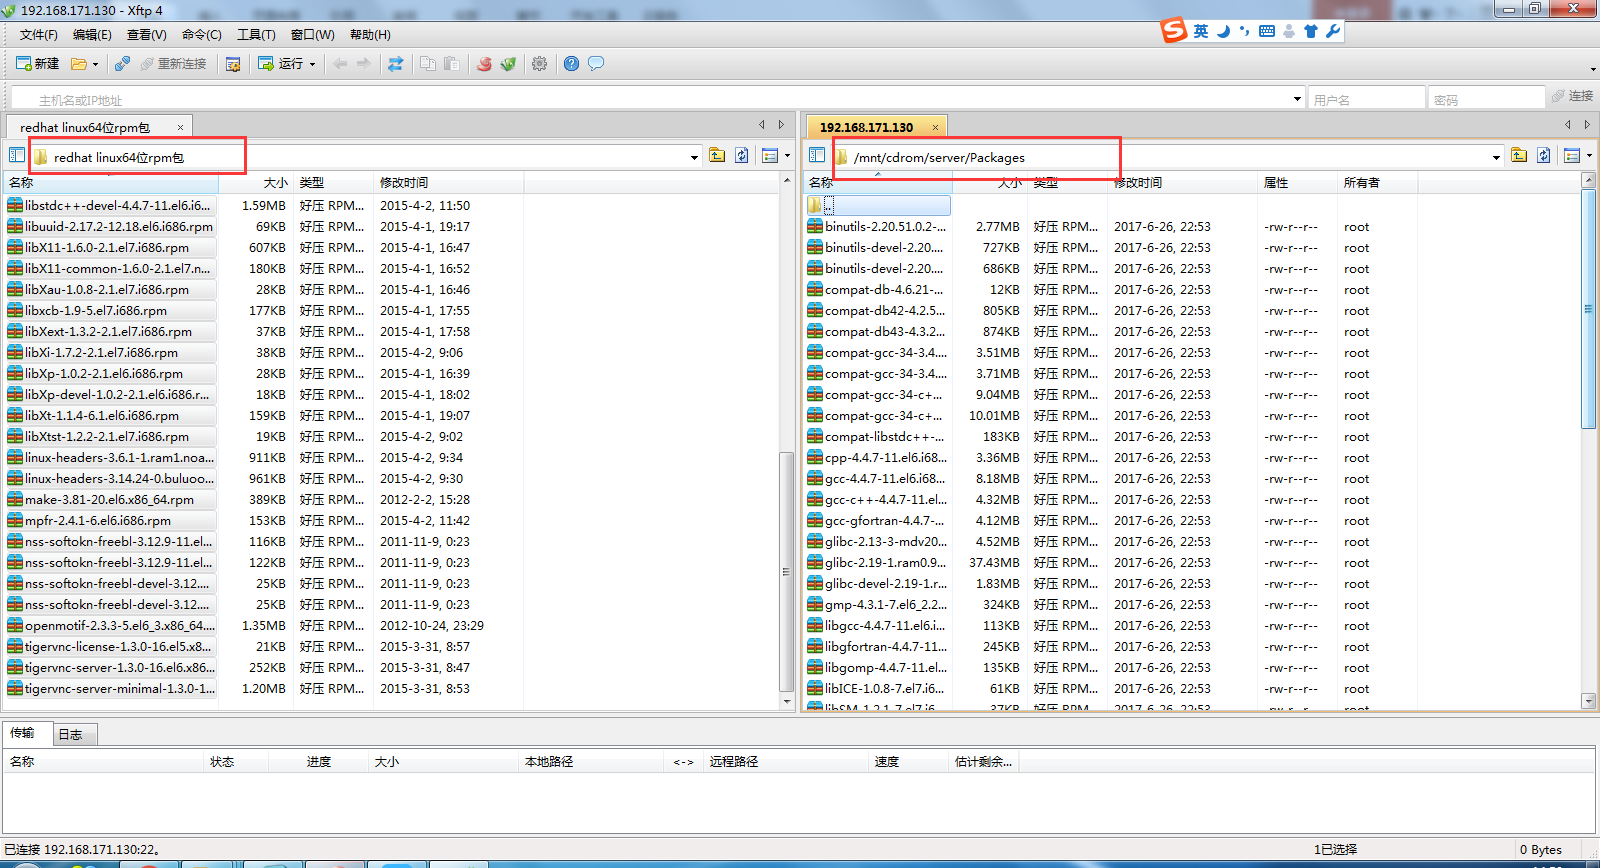 192.168.171.130 - Xftp 4
文件(F) 编辑(E) 查看(V) 命令(C) 工具(T) 窗口(W) 帮助(H)
英
新建 重新连接 运行
主机名或IP地址 用户名 密码 连接
redhat linux64位rpm包 × 192.168.171.130 ×
redhat linux64位rpm包 /mnt/cdrom/server/Packages
名称 大小 类型 修改时间
libstdc++-devel-4.4.7-11.el6.i6... 1.59MB 好压 RPM... 2015-4-2, 11:50
libuuid-2.17.2-12.18.el6.i686.rpm 69KB 好压 RPM... 2015-4-1, 19:17
libX11-1.6.0-2.1.el7.i686.rpm 607KB 好压 RPM... 2015-4-1, 16:47
libX11-common-1.6.0-2.1.el7.n... 180KB 好压 RPM... 2015-4-1, 16:52
libXau-1.0.8-2.1.el7.i686.rpm 28KB 好压 RPM... 2015-4-1, 16:46
libxcb-1.9-5.el7.i686.rpm 177KB 好压 RPM... 2015-4-1, 17:55
libXext-1.3.2-2.1.el7.i686.rpm 37KB 好压 RPM... 2015-4-1, 17:58
libXi-1.7.2-2.1.el7.i686.rpm 38KB 好压 RPM... 2015-4-2, 9:06
libXp-1.0.2-2.1.el6.i686.rpm 28KB 好压 RPM... 2015-4-1, 16:39
libXp-devel-1.0.2-2.1.el6.i686.r... 18KB 好压 RPM... 2015-4-1, 18:02
libXt-1.1.4-6.1.el6.i686.rpm 159KB 好压 RPM... 2015-4-1, 19:07
libXtst-1.2.2-2.1.el7.i686.rpm 19KB 好压 RPM... 2015-4-2, 9:02
linux-headers-3.6.1-1.ram1.noa... 911KB 好压 RPM... 2015-4-2, 9:34
linux-headers-3.14.24-0.buluoo... 961KB 好压 RPM... 2015-4-2, 9:30
make-3.81-20.el6.x86_64.rpm 389KB 好压 RPM... 2012-2-2, 15:28
mpfr-2.4.1-6.el6.i686.rpm 153KB 好压 RPM... 2015-4-2, 11:42
nss-softokn-freebl-3.12.9-11.el... 116KB 好压 RPM... 2011-11-9, 0:23
nss-softokn-freebl-3.12.9-11.el... 122KB 好压 RPM... 2011-11-9, 0:23
nss-softokn-freebl-devel-3.12.... 25KB 好压 RPM... 2011-11-9, 0:23
nss-softokn-freebl-devel-3.12.... 25KB 好压 RPM... 2011-11-9, 0:23
openmotif-2.3.3-5.el6_3.x86_64.... 1.35MB 好压 RPM... 2012-10-24, 23:29
tigervnc-license-1.3.0-16.el5.x8... 21KB 好压 RPM... 2015-3-31, 8:57
tigervnc-server-1.3.0-16.el6.x86... 252KB 好压 RPM... 2015-3-31, 8:47
tigervnc-server-minimal-1.3.0-1... 1.20MB 好压 RPM... 2015-3-31, 8:53
名称 大小 类型 修改时间 属性 所有者
..
binutils-2.20.51.0.2-... 2.77MB 好压 RPM... 2017-6-26, 22:53 -rw-r--r-- root
binutils-devel-2.20.... 727KB 好压 RPM... 2017-6-26, 22:53 -rw-r--r-- root
binutils-devel-2.20.... 686KB 好压 RPM... 2017-6-26, 22:53 -rw-r--r-- root
compat-db-4.6.21-... 12KB 好压 RPM... 2017-6-26, 22:53 -rw-r--r-- root
compat-db42-4.2.5... 805KB 好压 RPM... 2017-6-26, 22:53 -rw-r--r-- root
compat-db43-4.3.2... 874KB 好压 RPM... 2017-6-26, 22:53 -rw-r--r-- root
compat-gcc-34-3.4.... 3.51MB 好压 RPM... 2017-6-26, 22:53 -rw-r--r-- root
compat-gcc-34-3.4.... 3.71MB 好压 RPM... 2017-6-26, 22:53 -rw-r--r-- root
compat-gcc-34-c+... 9.04MB 好压 RPM... 2017-6-26, 22:53 -rw-r--r-- root
compat-gcc-34-c+... 10.01MB 好压 RPM... 2017-6-26, 22:53 -rw-r--r-- root
compat-libstdc++-... 183KB 好压 RPM... 2017-6-26, 22:53 -rw-r--r-- root
cpp-4.4.7-11.el6.i68... 3.36MB 好压 RPM... 2017-6-26, 22:53 -rw-r--r-- root
gcc-4.4.7-11.el6.i68... 8.18MB 好压 RPM... 2017-6-26, 22:53 -rw-r--r-- root
gcc-c++-4.4.7-11.el... 4.32MB 好压 RPM... 2017-6-26, 22:53 -rw-r--r-- root
gcc-gfortran-4.4.7-... 4.12MB 好压 RPM... 2017-6-26, 22:53 -rw-r--r-- root
glibc-2.13-3-mdv20... 4.52MB 好压 RPM... 2017-6-26, 22:53 -rw-r--r-- root
glibc-2.19-1.ram0.9... 37.43MB 好压 RPM... 2017-6-26, 22:53 -rw-r--r-- root
glibc-devel-2.19-1.r... 1.83MB 好压 RPM... 2017-6-26, 22:53 -rw-r--r-- root
gmp-4.3.1-7.el6_2.2... 324KB 好压 RPM... 2017-6-26, 22:53 -rw-r--r-- root
libgcc-4.4.7-11.el6.i... 113KB 好压 RPM... 2017-6-26, 22:53 -rw-r--r-- root
libgfortran-4.4.7-11... 245KB 好压 RPM... 2017-6-26, 22:53 -rw-r--r-- root
libgomp-4.4.7-11.el... 135KB 好压 RPM... 2017-6-26, 22:53 -rw-r--r-- root
libICE-1.0.8-7.el7.i6... 61KB 好压 RPM... 2017-6-26, 22:53 -rw-r--r-- root
libSM-1.2.1-7.el7.i6... 37KB 好压 RPM... 2017-6-26, 22:53 -rw-r--r-- root
传输 日志
名称 状态 进度 大小 本地路径 <-> 远程路径 速度 估计剩余...
已连接 192.168.171.130:22。 1已选择 0 Bytes